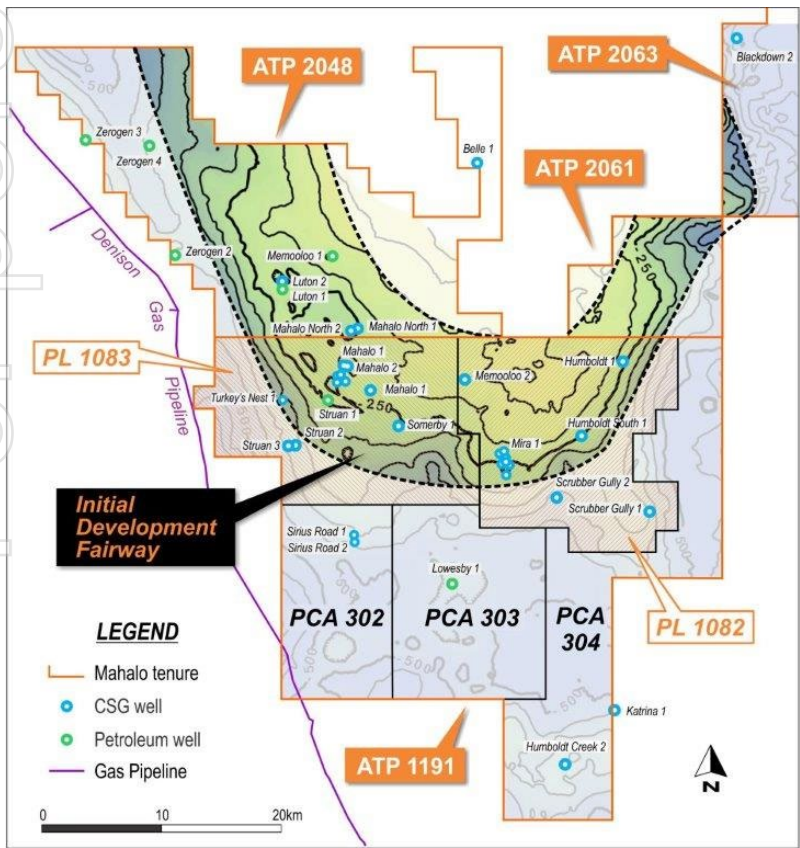 ATP 2048
ATP 2063
Blackdown 2
500
500
Zerogen 3
Zerogen 4
Belle 1
ATP 2061
Denison
Gas
Pipeline
Zerogen 2
Memooloo 1
Luton 2
Luton 1
250
Mahalo North 2
Mahalo North 1
PL 1083
Mahalo 1
Mahalo 2
Mahalo 1
Memooloo 2
Humboldt 1
Turkey's Nest 1
Struan 1
250
Struan 2
Struan 3
Somerby 1
Humboldt South 1
Mira 1
Initial
Development
Fairway
Scrubber Gully 2
Scrubber Gully 1
Sirius Road 1
Sirius Road 2
Lowesby 1
PCA 302
PCA 303
PCA
304
PL 1082
500
500
500
LEGEND
Mahalo tenure
CSG well
Petroleum well
Gas Pipeline
ATP 1191
Katrina 1
Humboldt Creek 2
N
0
10
20km